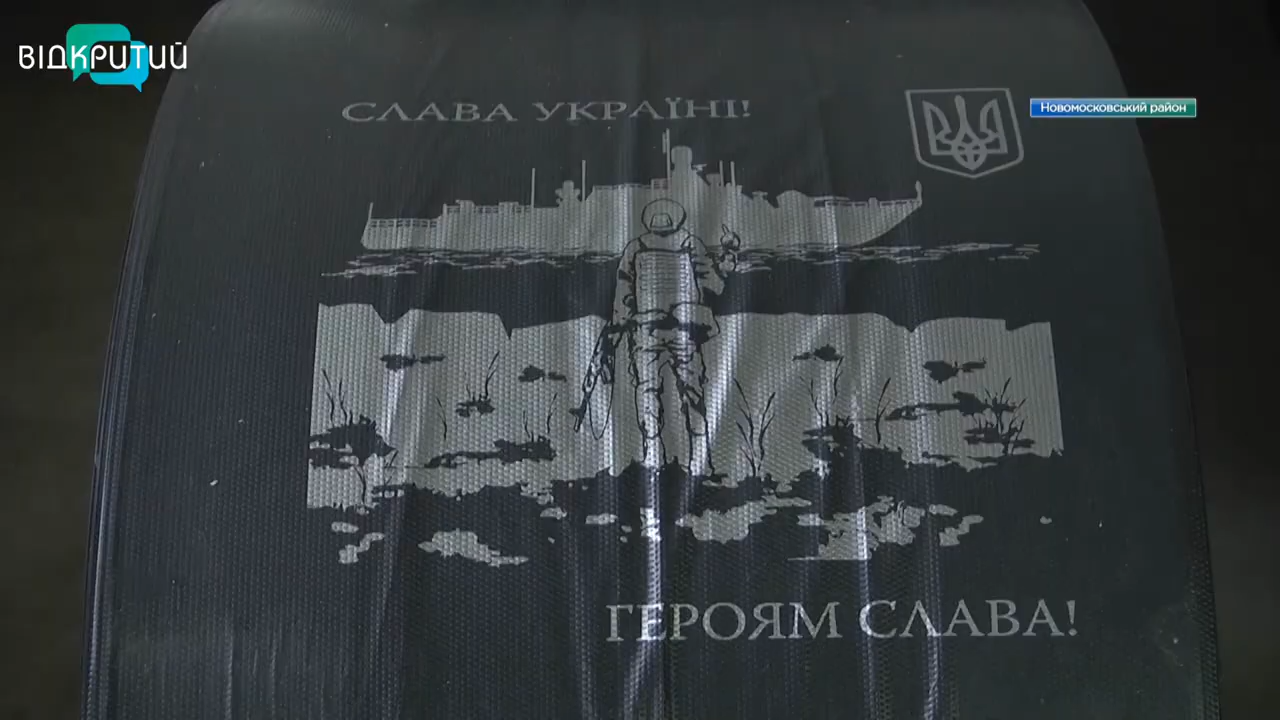 ВІДКРИТИЙ
Новомосковський район
СЛАВА УКРАЇНІ!
ГЕРОЯМ СЛАВА!